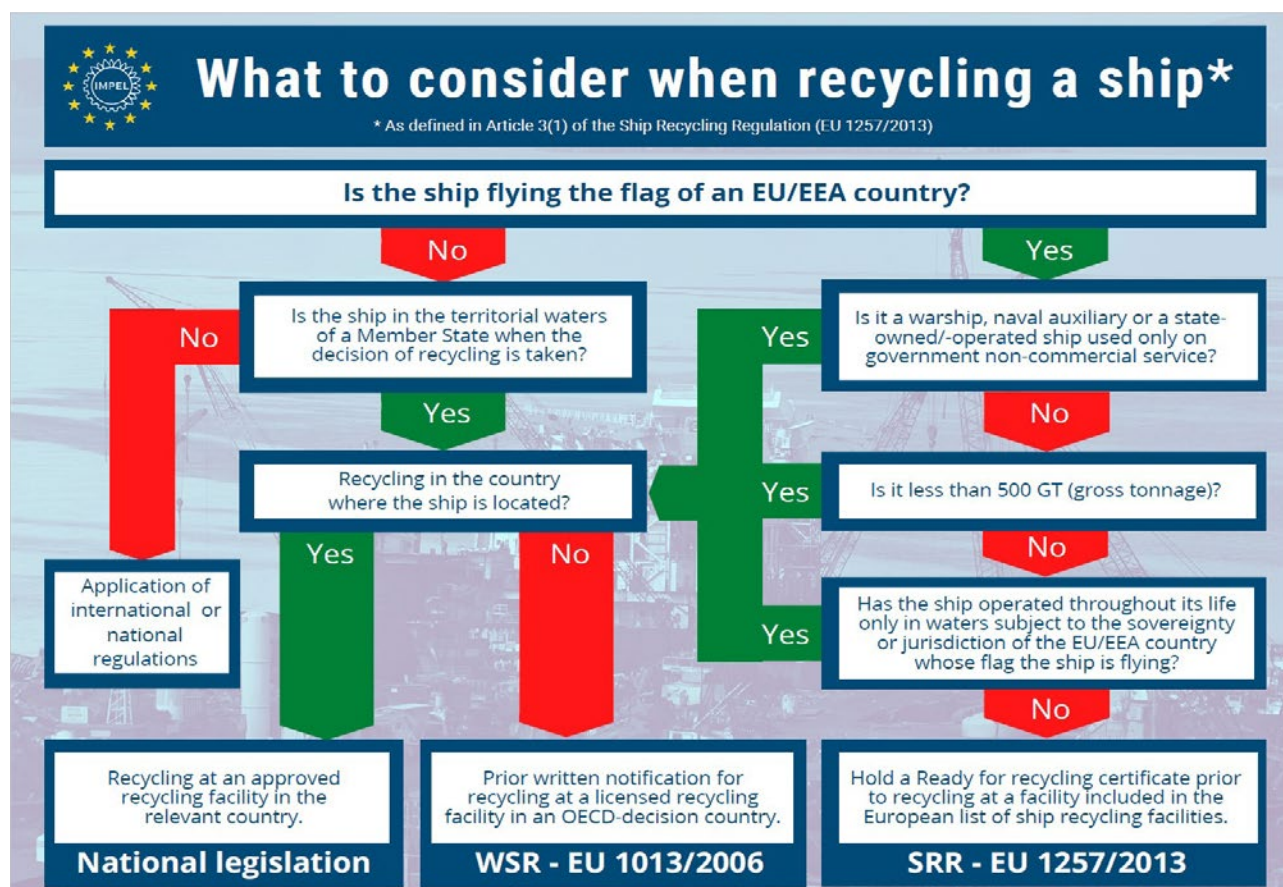 IMPEL
What to consider when recycling a ship*
* As defined in Article 3(1) of the Ship Recycling Regulation (EU 1257/2013)
Is the ship flying the flag of an EU/EEA country?
No
Yes
Is the ship in the territorial waters
of a Member State when the
decision of recycling is taken?
No
Yes
Is it a warship, naval auxiliary or a state-
owned/-operated ship used only on
government non-commercial service?
Yes
No
Recycling in the country
where the ship is located?
Yes
Is it less than 500 GT (gross tonnage)?
Yes
No
No
Application of
international or
national
regulations
Yes
Has the ship operated throughout its life
only in waters subject to the sovereignty
or jurisdiction of the EU/EEA country
whose flag the ship is flying?
No
Recycling at an approved
recycling facility in the
relevant country.
National legislation
Prior written notification for
recycling at a licensed recycling
facility in an OECD-decision country.
WSR - EU 1013/2006
Hold a Ready for recycling certificate prior
to recycling at a facility included in the
European list of ship recycling facilities.
SRR - EU 1257/2013